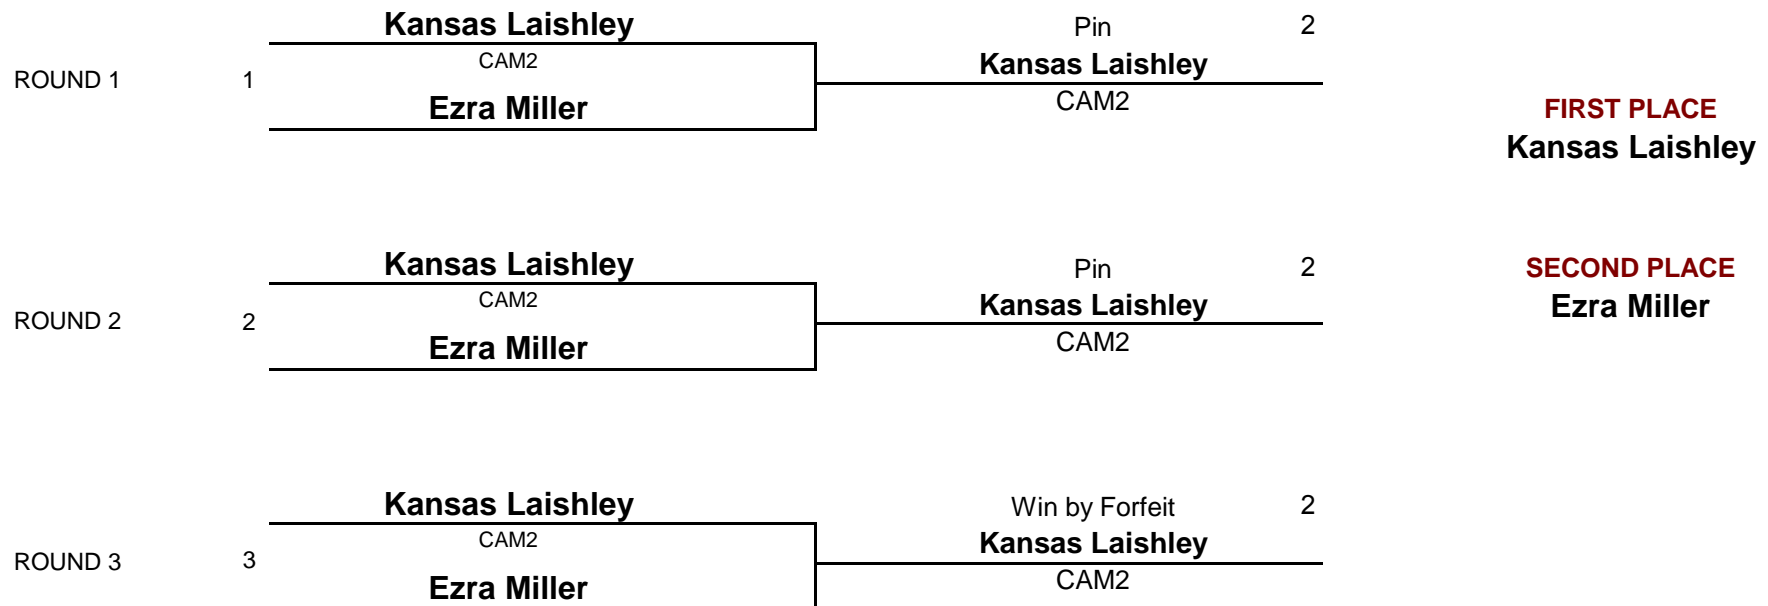 Kansas Laishley
Pin 2
CAM2
Kansas Laishley
ROUND 1 1
Ezra Miller
CAM2
FIRST PLACE
Kansas Laishley
Kansas Laishley
Pin 2
SECOND PLACE
CAM2
Kansas Laishley
Ezra Miller
ROUND 2 2
Ezra Miller
CAM2
Kansas Laishley
Win by Forfeit 2
CAM2
Kansas Laishley
ROUND 3 3
Ezra Miller
CAM2